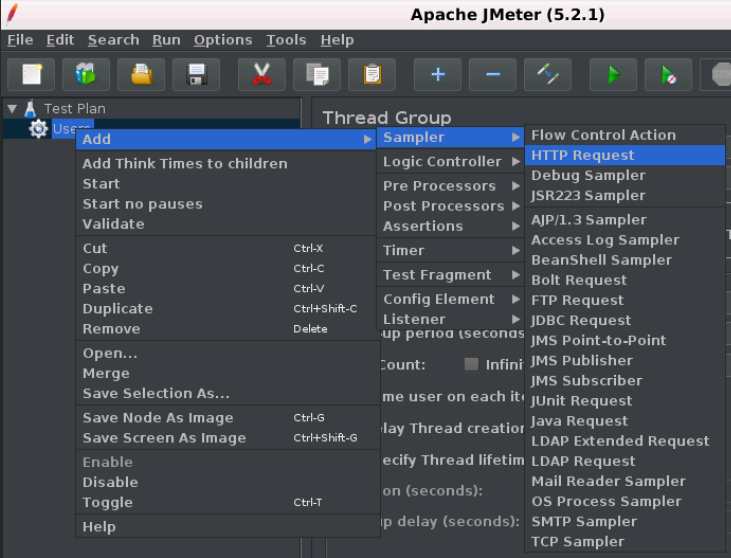 Apache JMeter (5.2.1)
File Edit Search Run Options Tools Help
Test Plan
Users
Thread Group
Add
Add Think Times to children
Start
Start no pauses
Validate
Cut Ctrl-X
Copy Ctrl-C
Paste Ctrl-V
Duplicate Ctrl+Shift-C
Remove Delete
Open...
Merge
Save Selection As...
Save Node As Image Ctrl-G
Save Screen As Image Ctrl+Shift-G
Enable
Disable
Toggle Ctrl-T
Help
Sampler
Logic Controller
Pre Processors
Post Processors
Assertions
Timer
Test Fragment
Config Element
Listener
up period (seconds
Count: Infini
me user on each ite
elay Thread creation
ecify Thread lifetim
on (seconds):
p delay (seconds):
Flow Control Action
HTTP Request
Debug Sampler
JSR223 Sampler
AJP/1.3 Sampler
Access Log Sampler
BeanShell Sampler
Bolt Request
FTP Request
JDBC Request
JMS Point-to-Point
JMS Publisher
JMS Subscriber
JUnit Request
Java Request
LDAP Extended Request
LDAP Request
Mail Reader Sampler
OS Process Sampler
SMTP Sampler
TCP Sampler